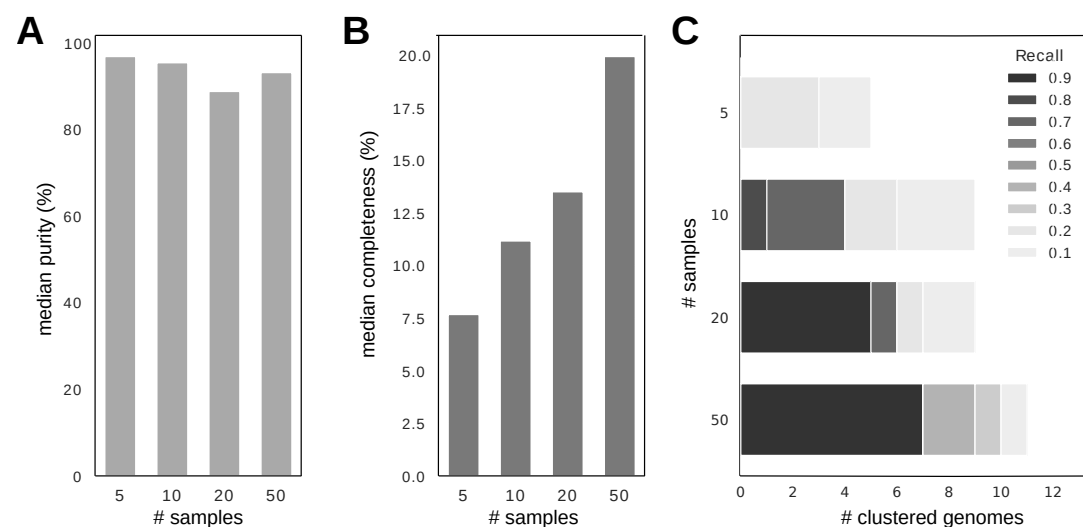 A
100
80
60
40
20
0
median purity (%)
5 10 20 50
# samples
B
20.0
17.5
15.0
12.5
10.0
7.5
5.0
2.5
0.0
median completeness (%)
5 10 20 50
# samples
C
Recall
0.9
0.8
0.7
0.6
0.5
0.4
0.3
0.2
0.1
5
10
20
50
# samples
0 2 4 6 8 10 12
# clustered genomes